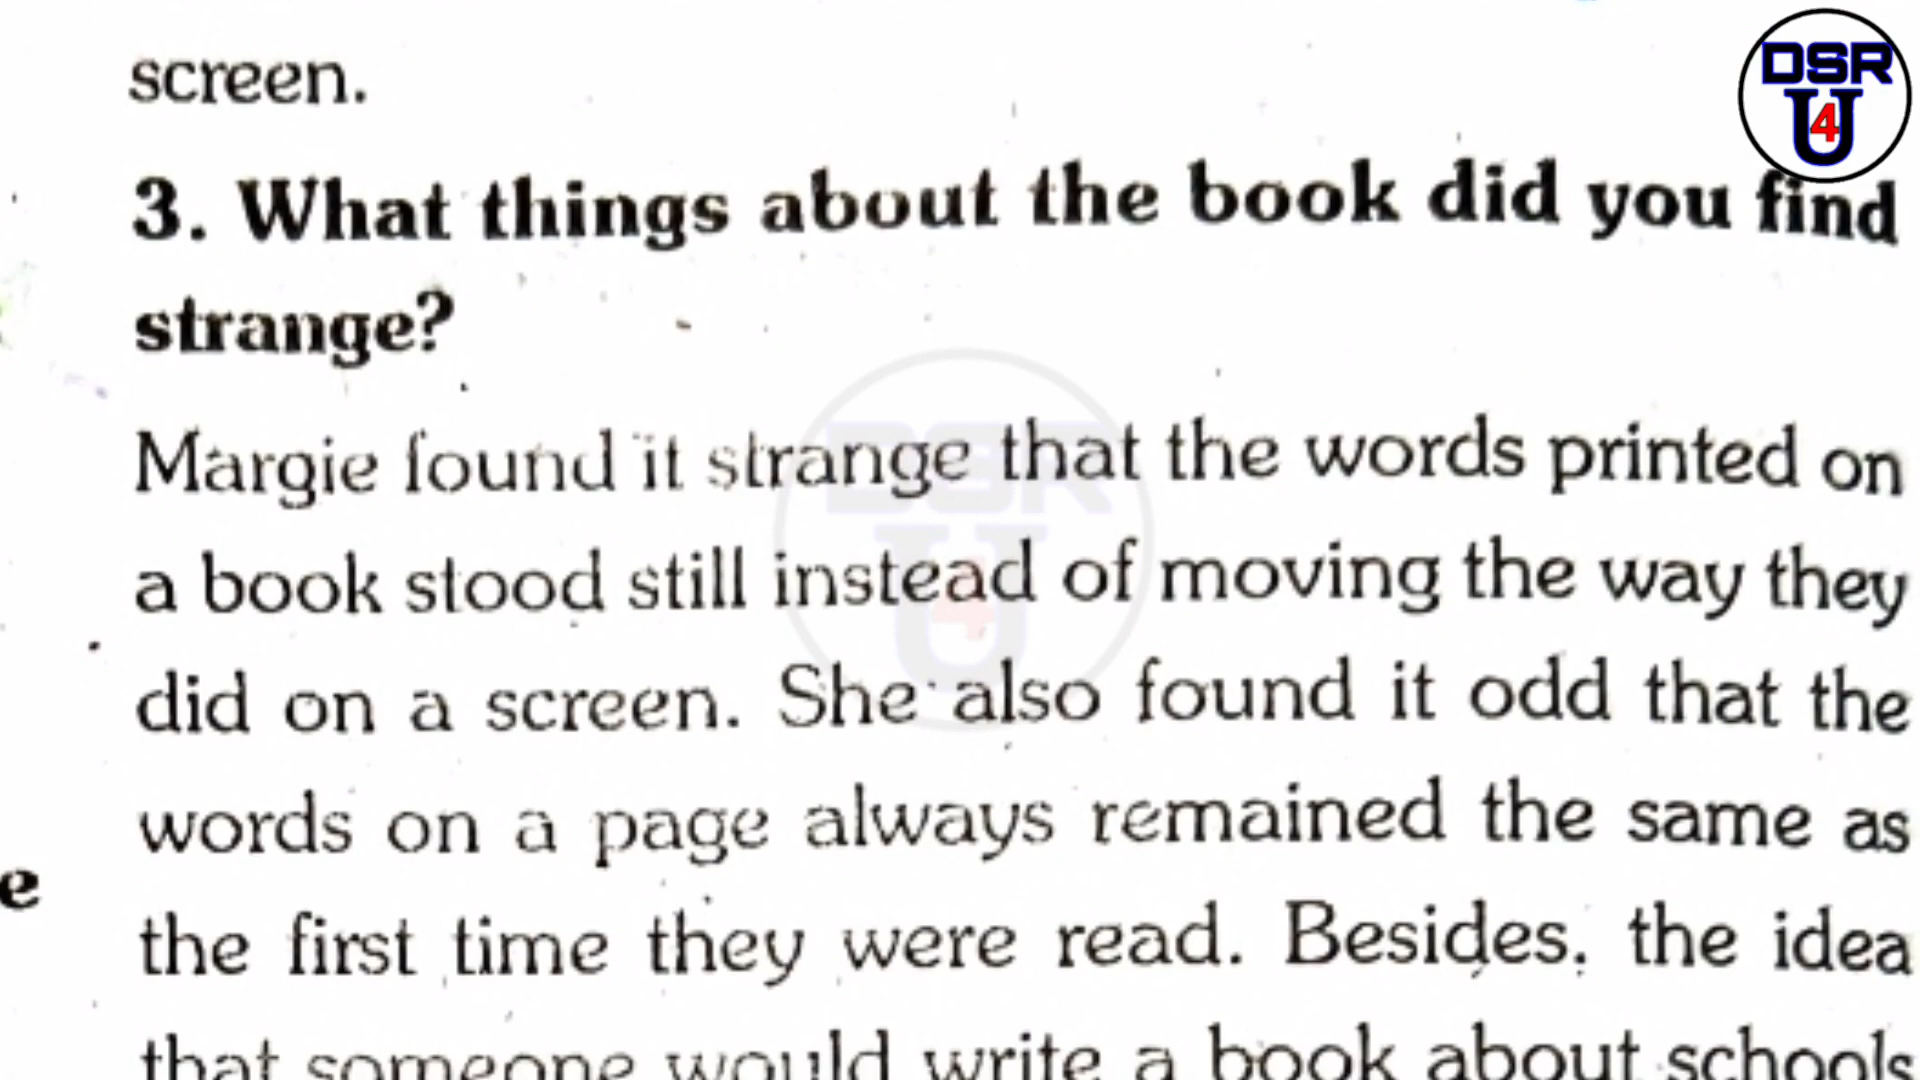 DSR
U
4
screen.
3. What things about the book did you find
strange?
Margie found it strange that the words printed on
a book stood still instead of moving the way they
did on a screen. She also found it odd that the
words on a page always remained the same as
e
the first time they were read. Besides, the idea
that someone would write a book about schools